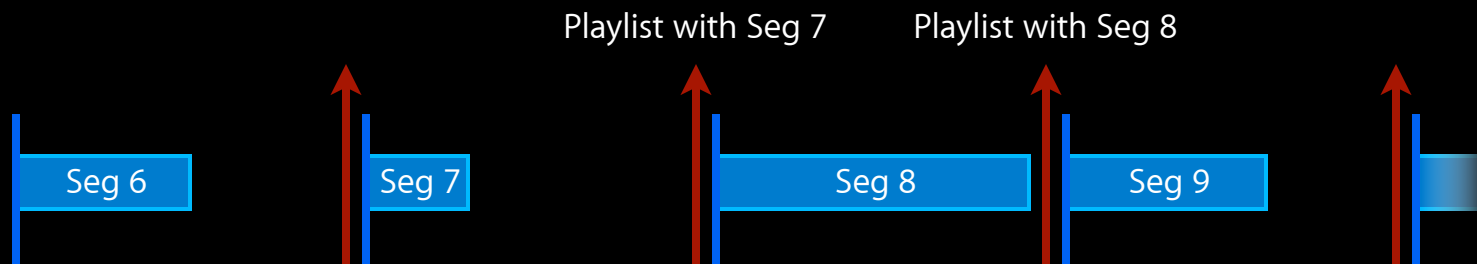 Playlist with Seg 7
Playlist with Seg 8
Seg 6
Seg 7
Seg 8
Seg 9